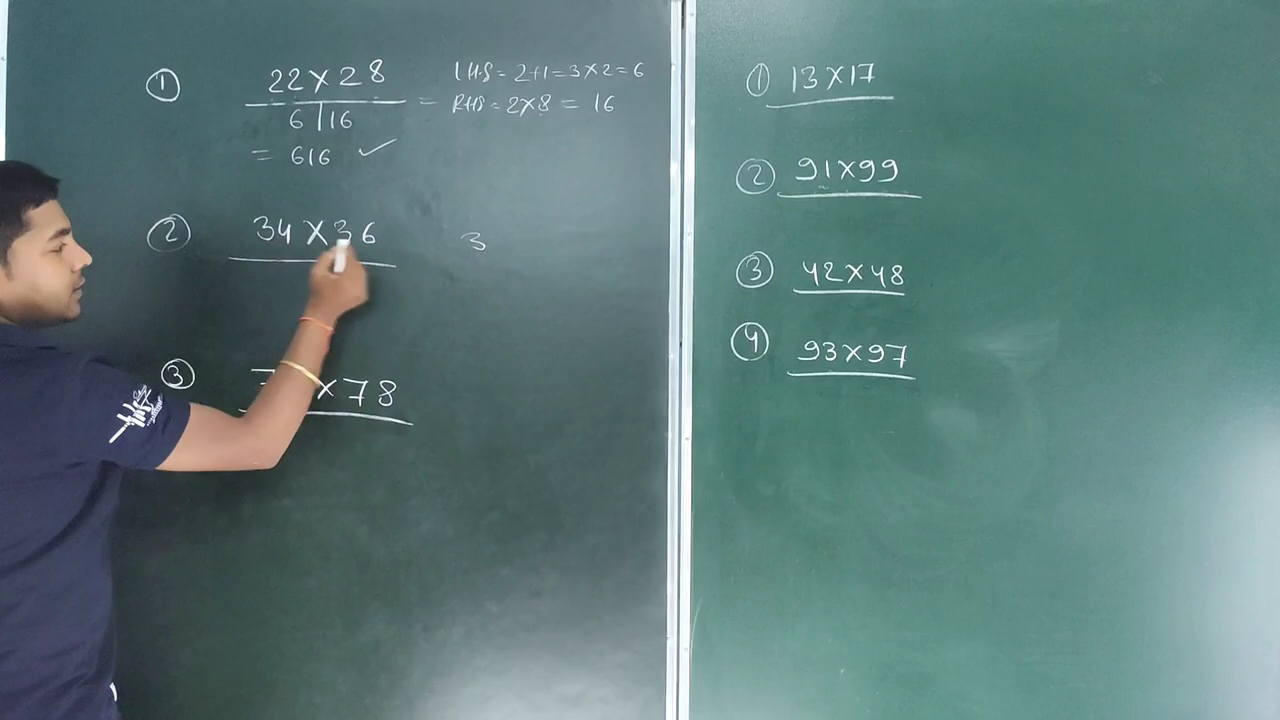 ① 22 X 28
6 | 16
= 616 ✓
= LHS = 2+1 = 3 X 2 = 6
RHS = 2 X 8 = 16
② 34 X 36
3
③ X 78
① 13 X 17
② 91 X 99
③ 42 X 48
④ 93 X 97